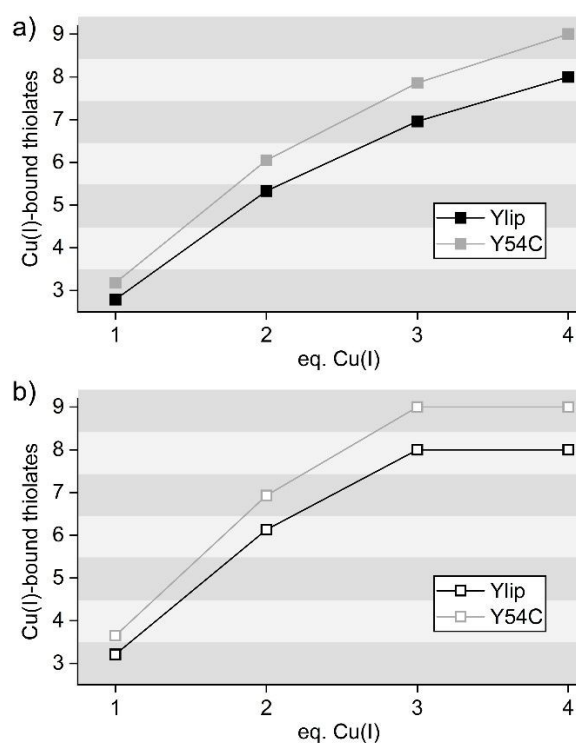 a)
Cu(I)-bound thiolates
9
8
7
6
5
4
3
Ylip
Y54C
1 2 3 4
eq. Cu(I)
b)
Cu(I)-bound thiolates
9
8
7
6
5
4
3
Ylip
Y54C
1 2 3 4
eq. Cu(I)